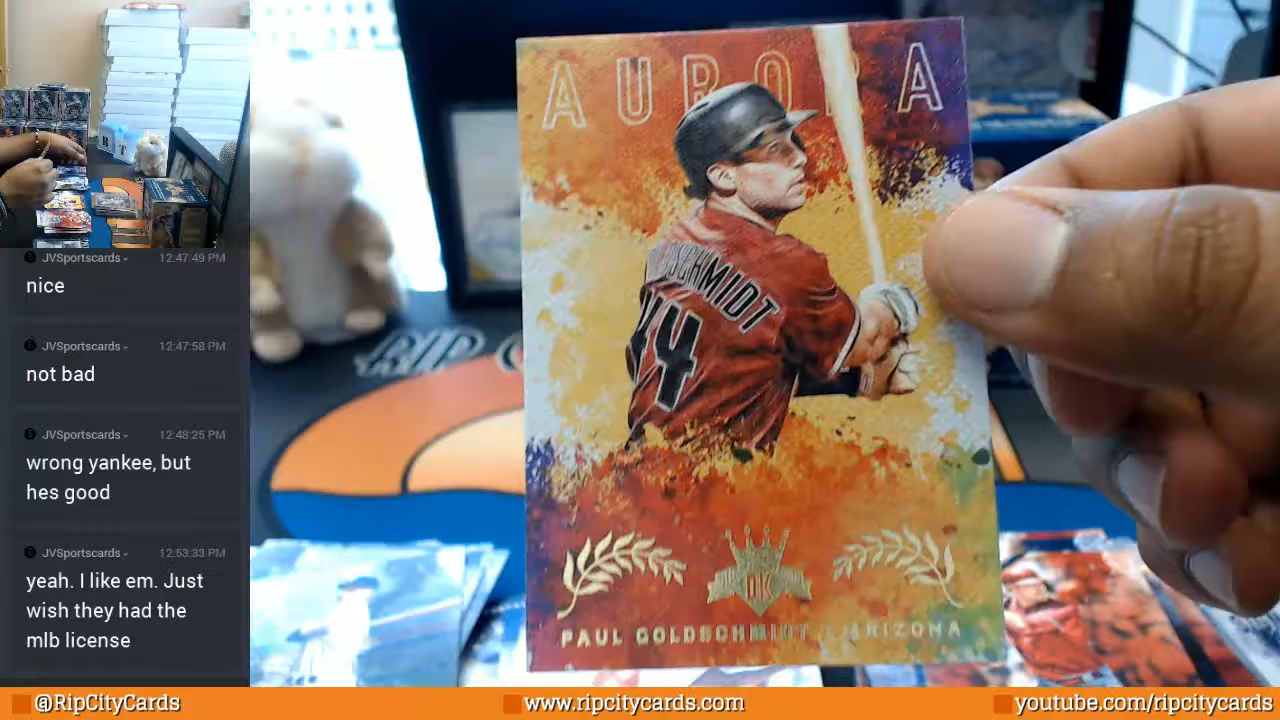 JVSportscards 12:47:49 PM
nice
JVSportscards 12:47:58 PM
not bad
JVSportscards 12:48:25 PM
wrong yankee, but
hes good
JVSportscards 12:53:33 PM
yeah. I like em. Just
wish they had the
mlb license
AURORA
GOLDSCHMIDT
44
DK
PAUL GOLDSCHMIDT ARIZONA
RIP
@RipCityCards
www.ripcitycards.com
youtube.com/ripcitycards